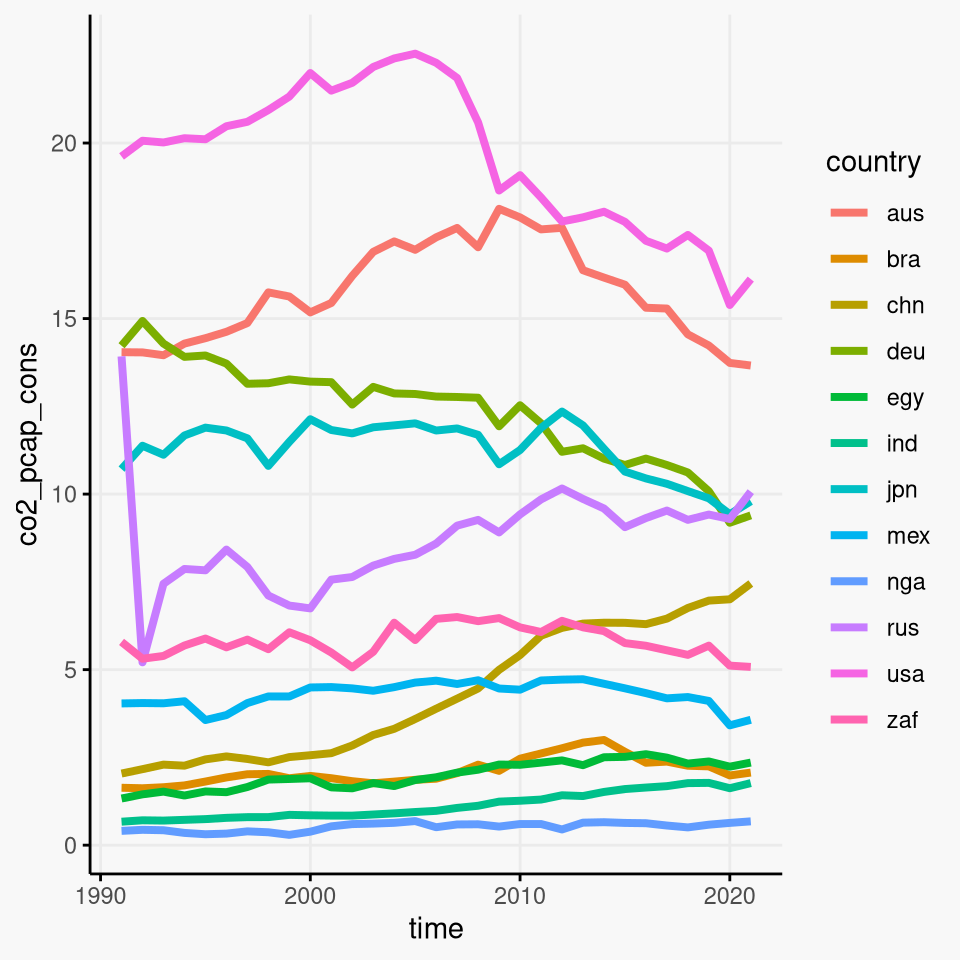 co2_pcap_cons
20
15
10
5
0
1990
2000
2010
2020
time
country
aus
bra
chn
deu
egy
ind
jpn
mex
nga
rus
usa
zaf